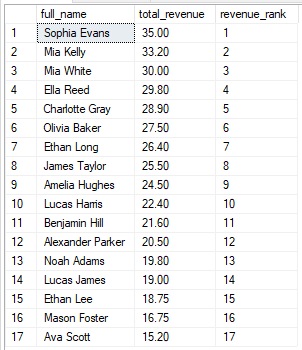 full_name total_revenue revenue_rank
1 Sophia Evans 35.00 1
2 Mia Kelly 33.20 2
3 Mia White 30.00 3
4 Ella Reed 29.80 4
5 Charlotte Gray 28.90 5
6 Olivia Baker 27.50 6
7 Ethan Long 26.40 7
8 James Taylor 25.50 8
9 Amelia Hughes 24.50 9
10 Lucas Harris 22.40 10
11 Benjamin Hill 21.60 11
12 Alexander Parker 20.50 12
13 Noah Adams 19.80 13
14 Lucas James 19.00 14
15 Ethan Lee 18.75 15
16 Mason Foster 16.75 16
17 Ava Scott 15.20 17